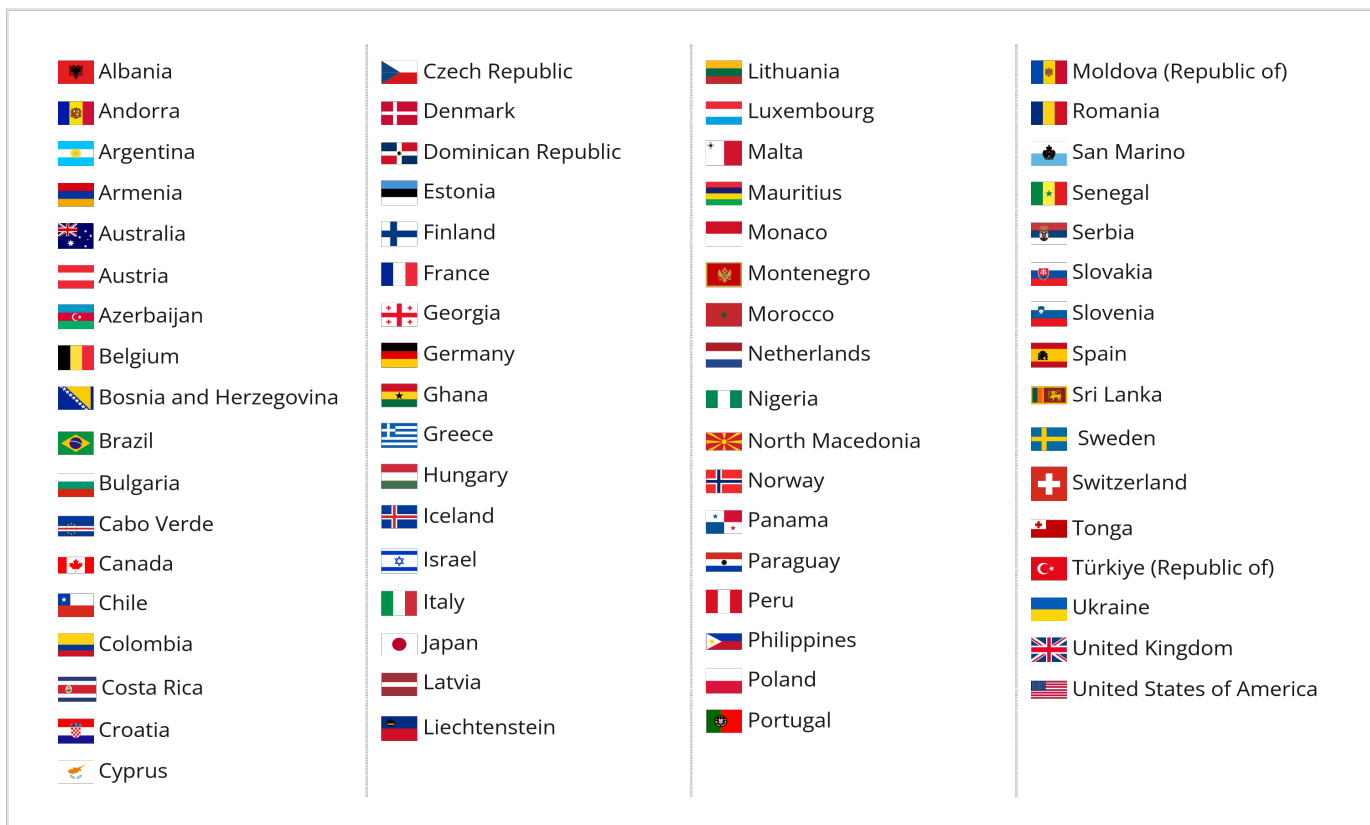 Albania
Andorra
Argentina
Armenia
Australia
Austria
Azerbaijan
Belgium
Bosnia and Herzegovina
Brazil
Bulgaria
Cabo Verde
Canada
Chile
Colombia
Costa Rica
Croatia
Cyprus
Czech Republic
Denmark
Dominican Republic
Estonia
Finland
France
Georgia
Germany
Ghana
Greece
Hungary
Iceland
Israel
Italy
Japan
Latvia
Liechtenstein
Lithuania
Luxembourg
Malta
Mauritius
Monaco
Montenegro
Morocco
Netherlands
Nigeria
North Macedonia
Norway
Panama
Paraguay
Peru
Philippines
Poland
Portugal
Moldova (Republic of)
Romania
San Marino
Senegal
Serbia
Slovakia
Slovenia
Spain
Sri Lanka
Sweden
Switzerland
Tonga
Türkiye (Republic of)
Ukraine
United Kingdom
United States of America